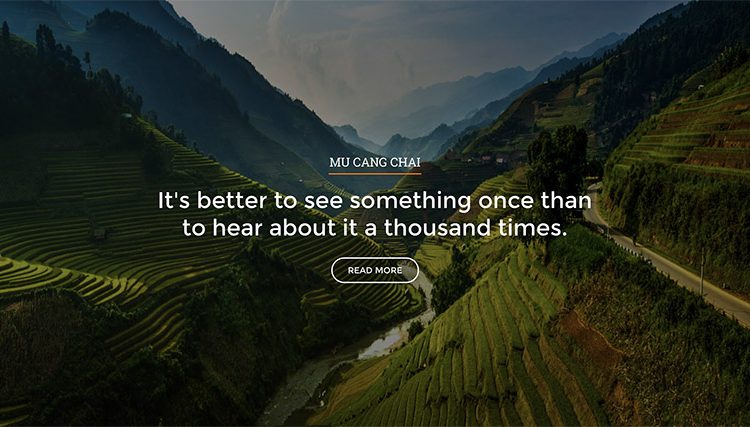 MU CANG CHAI
It's better to see something once than
to hear about it a thousand times.
READ MORE